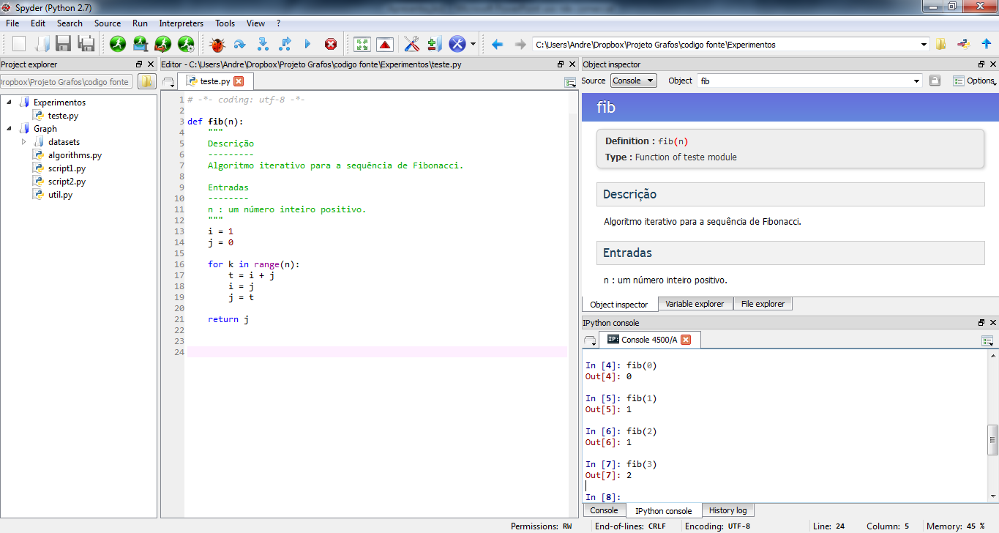 Spyder (Python 2.7)
File Edit Search Source Run Interpreters Tools View ?
C:\Users\Andre\Dropbox\Projeto Grafos\codigo fonte\Experimentos
Project explorer
ropbox\Projeto Grafos\codigo fonte
Experimentos
teste.py
Graph
datasets
algorithms.py
script1.py
script2.py
util.py
Editor - C:\Users\Andre\Dropbox\Projeto Grafos\codigo fonte\Experimentos\teste.py
teste.py
1 # -*- coding: utf-8 -*-
2
3 def fib(n):
4 """
5 Descrição
6 ---------
7 Algoritmo iterativo para a sequência de Fibonacci.
8
9 Entradas
10 --------
11 n : um número inteiro positivo.
12 """
13 i = 1
14 j = 0
15
16 for k in range(n):
17 t = i + j
18 i = j
19 j = t
20
21 return j
22
23
24
Object inspector
Source Console Object fib Options
fib
Definition : fib(n)
Type : Function of teste module
Descrição
Algoritmo iterativo para a sequência de Fibonacci.
Entradas
n : um número inteiro positivo.
Object inspector Variable explorer File explorer
IPython console
IP: Console 4500/A
In [4]: fib(0)
Out[4]: 0
In [5]: fib(1)
Out[5]: 1
In [6]: fib(2)
Out[6]: 1
In [7]: fib(3)
Out[7]: 2
In [8]:
Console IPython console History log
Permissions: RW End-of-lines: CRLF Encoding: UTF-8 Line: 24 Column: 5 Memory: 45 %